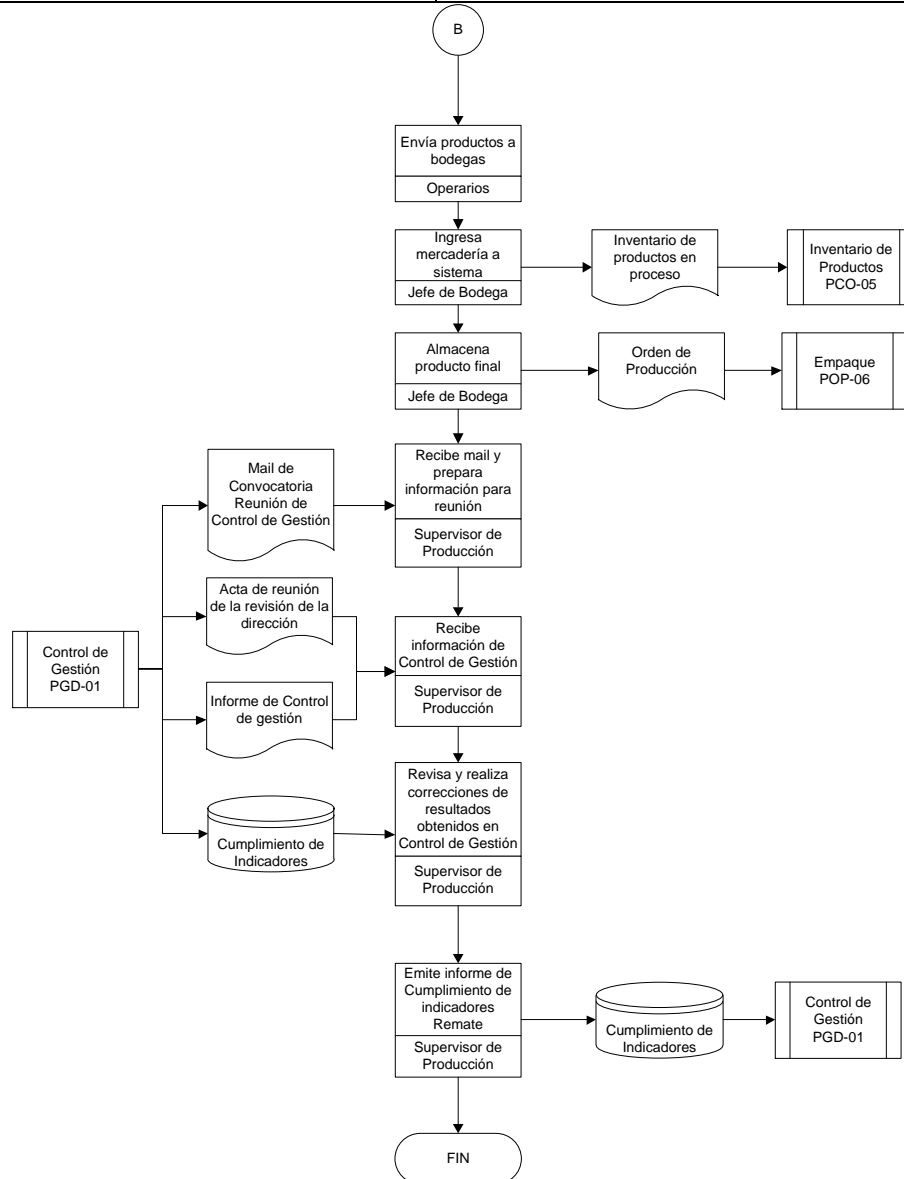 B
Envía productos a
bodegas
Operarios
Ingresa
mercadería a
sistema
Jefe de Bodega
Inventario de
productos en
proceso
Inventario de
Productos
PCO-05
Almacena
producto final
Jefe de Bodega
Orden de
Producción
Empaque
POP-06
Mail de
Convocatoria
Reunión de
Control de Gestión
Recibe mail y
prepara
información para
reunión
Supervisor de
Producción
Control de
Gestión
PGD-01
Acta de reunión
de la revisión de la
dirección
Informe de Control
de gestión
Recibe
información de
Control de Gestión
Supervisor de
Producción
Cumplimiento de
Indicadores
Revisa y realiza
correcciones de
resultados
obtenidos en
Control de Gestión
Supervisor de
Producción
Emite informe de
Cumplimiento de
indicadores
Remate
Supervisor de
Producción
Cumplimiento de
Indicadores
Control de
Gestión
PGD-01
FIN